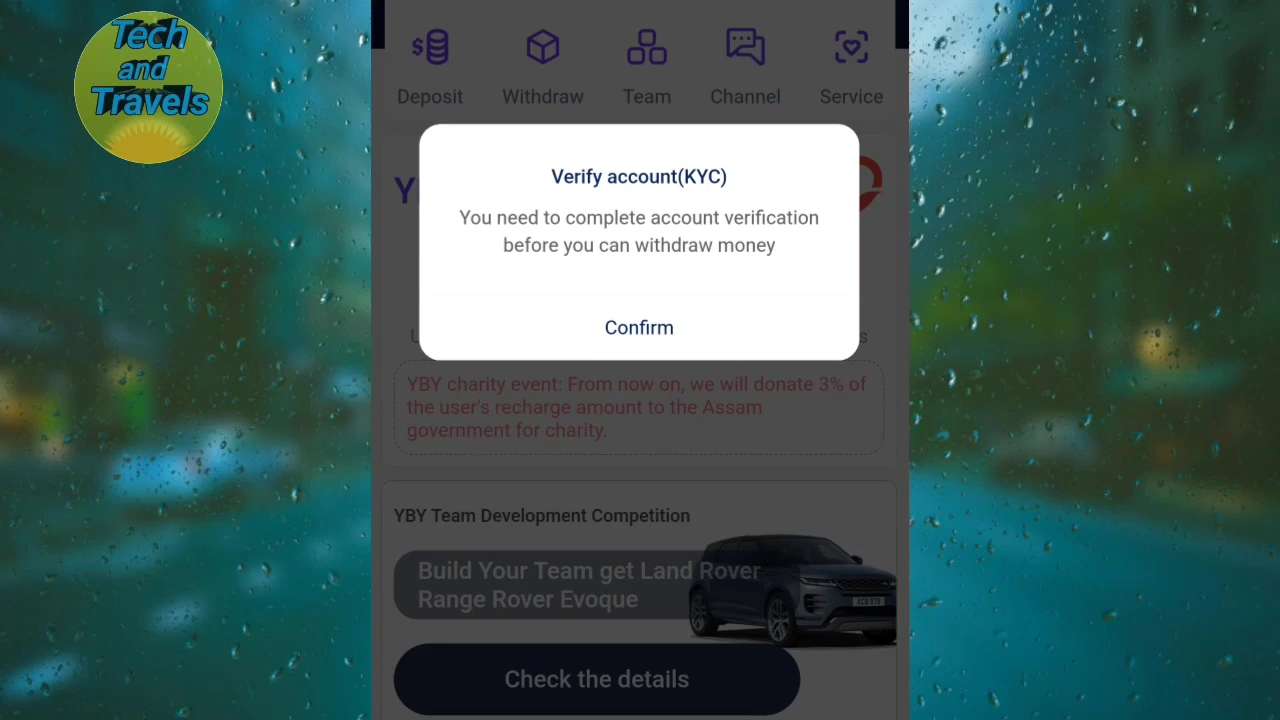 Tech
and
Travels
Deposit
Withdraw
Team
Channel
Service
Y
Verify account(KYC)
You need to complete account verification
before you can withdraw money
Confirm
YBY charity event: From now on, we will donate 3% of
the user's recharge amount to the Assam
government for charity.
YBY Team Development Competition
Build Your Team get Land Rover
Range Rover Evoque
Check the details